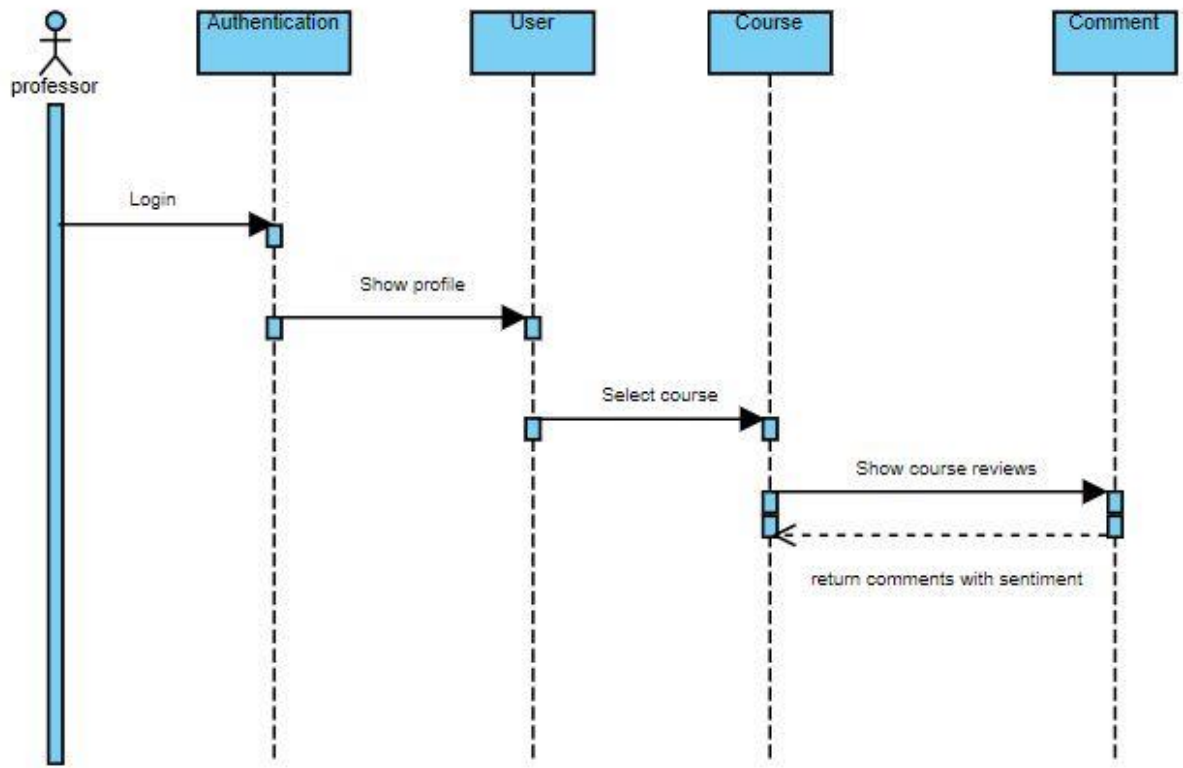 professor
Authentication
User
Course
Comment
Login
Show profile
Select course
Show course reviews
return comments with sentiment